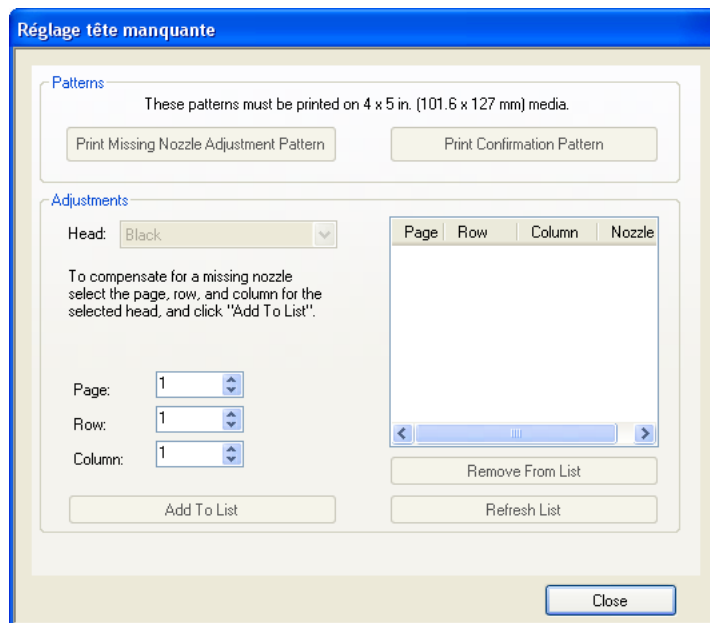 Réglage tête manquante
Patterns
These patterns must be printed on 4 x 5 in. (101.6 x 127 mm) media.
Print Missing Nozzle Adjustment Pattern
Print Confirmation Pattern
Adjustments
Head: Black
To compensate for a missing nozzle
select the page, row, and column for the
selected head, and click "Add To List".
Page: 1
Row: 1
Column: 1
Add To List
Page Row Column Nozzle
Remove From List
Refresh List
Close